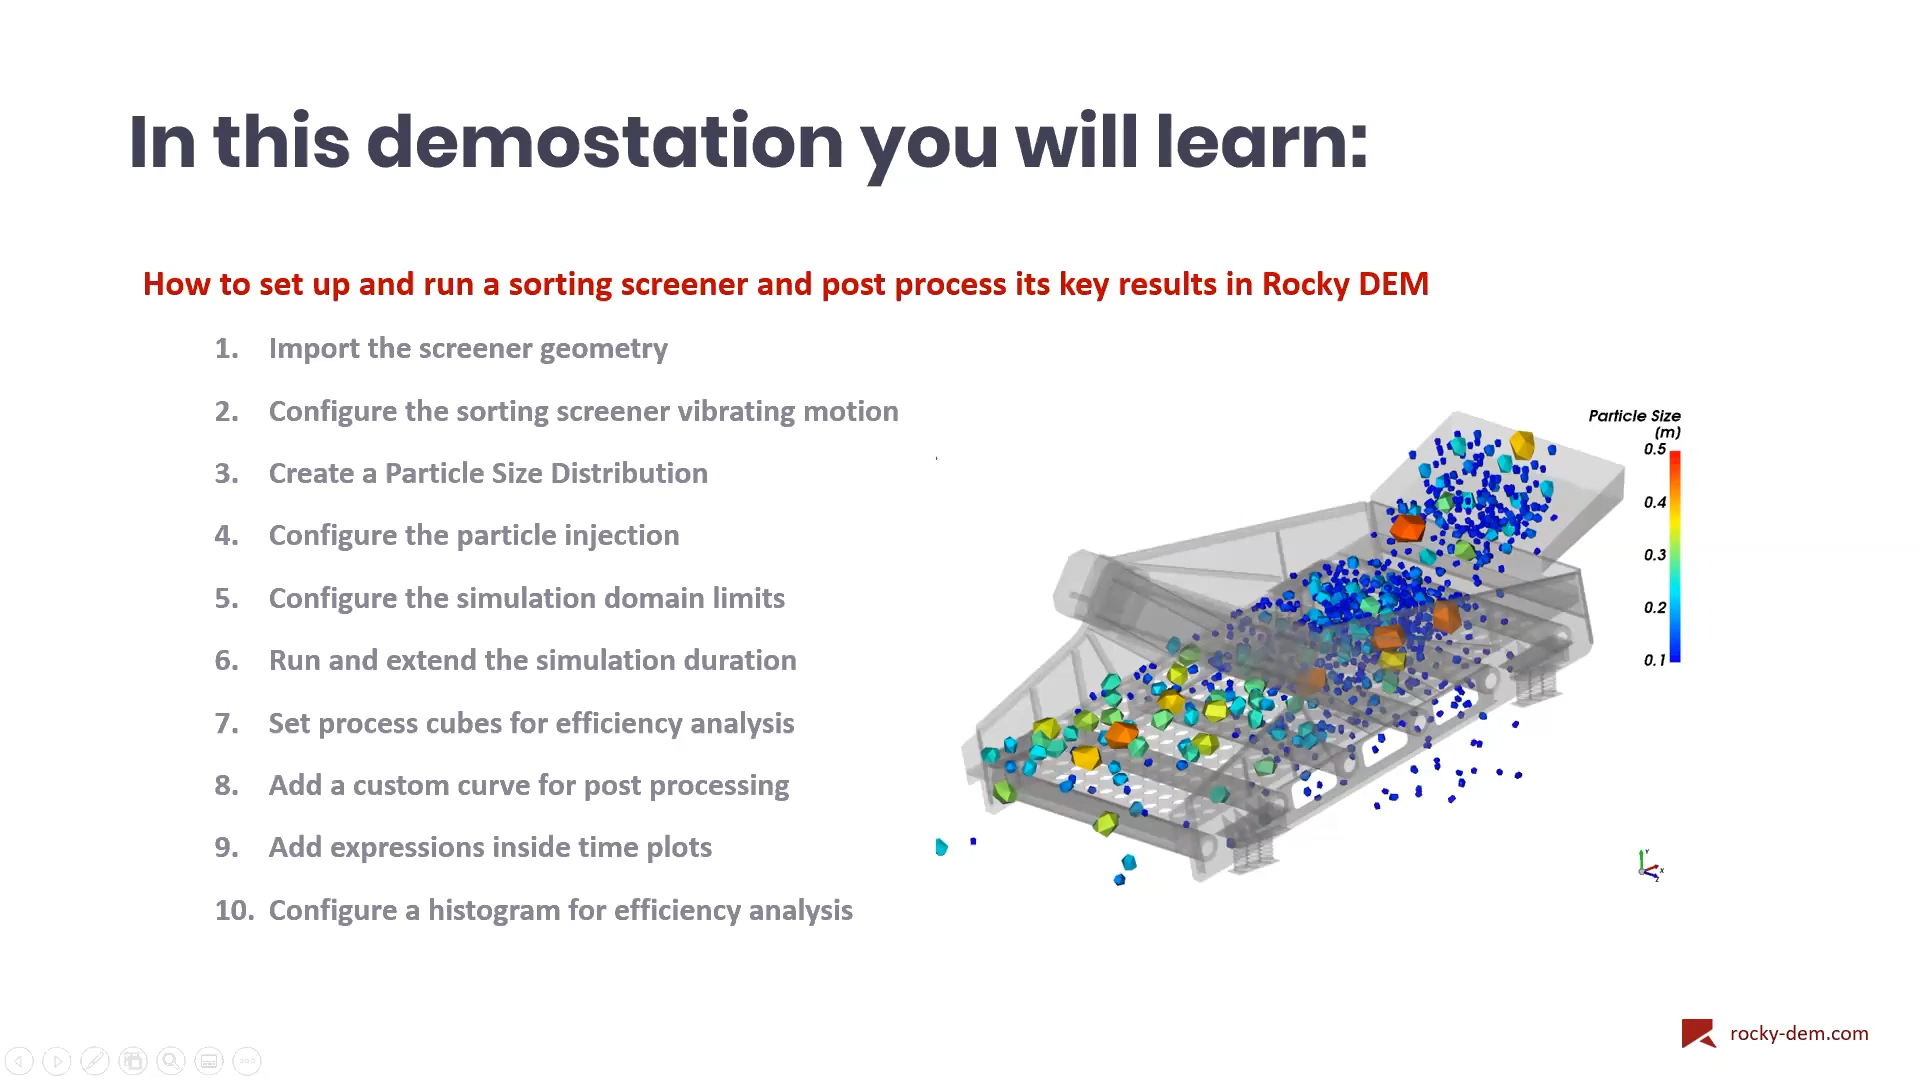 In this demostation you will learn:
How to set up and run a sorting screener and post process its key results in Rocky DEM
1. Import the screener geometry
2. Configure the sorting screener vibrating motion
3. Create a Particle Size Distribution
4. Configure the particle injection
5. Configure the simulation domain limits
6. Run and extend the simulation duration
7. Set process cubes for efficiency analysis
8. Add a custom curve for post processing
9. Add expressions inside time plots
10. Configure a histogram for efficiency analysis
Particle Size
(m)
0.5
0.4
0.3
0.2
0.1
Y
X
Z
rocky-dem.com